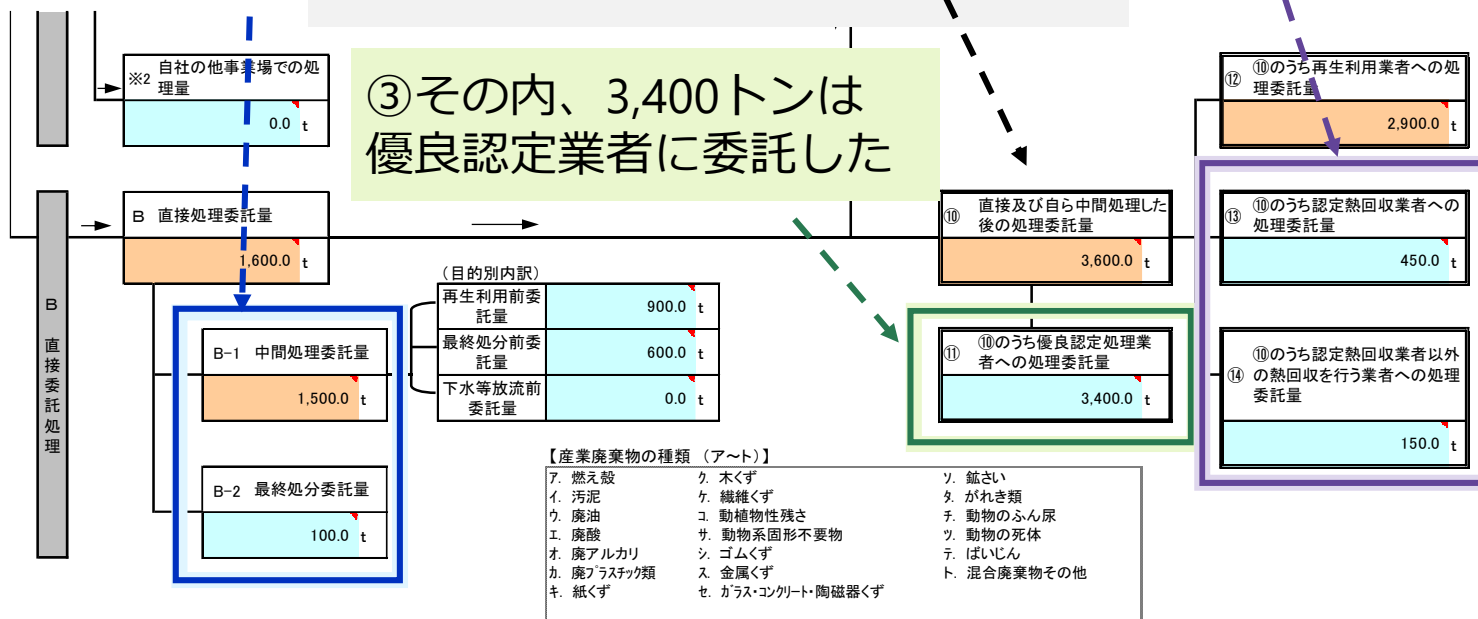 ※2 自社の他事業場での処
理量
0.0 t
③その内、3,400トンは
優良認定業者に委託した
⑫ ⑩のうち再生利用業者への処
理委託量
2,900.0 t
B 直接委託処理
B 直接処理委託量
1,600.0 t
⑩ 直接及び自ら中間処理した
後の処理委託量
3,600.0 t
⑬ ⑩のうち認定熱回収業者への
処理委託量
450.0 t
(目的別内訳)
再生利用前委
託量
900.0 t
最終処分前委
託量
600.0 t
下水等放流前
委託量
0.0 t
B-1 中間処理委託量
1,500.0 t
⑪ ⑩のうち優良認定処理業
者への処理委託量
3,400.0 t
⑭ ⑩のうち認定熱回収業者以外
の熱回収を行う業者への処理
委託量
150.0 t
B-2 最終処分委託量
100.0 t
【産業廃棄物の種類 (ア~ト)】
ア. 燃え殻
イ. 汚泥
ウ. 廃油
エ. 廃酸
オ. 廃アルカリ
カ. 廃プラスチック類
キ. 紙くず
ク. 木くず
ケ. 繊維くず
コ. 動植物性残さ
サ. 動物系固形不要物
シ. ゴムくず
ス. 金属くず
セ. ガラス・コンクリート・陶磁器くず
ソ. 鉱さい
タ. がれき類
チ. 動物のふん尿
ツ. 動物の死体
テ. ばいじん
ト. 混合廃棄物その他